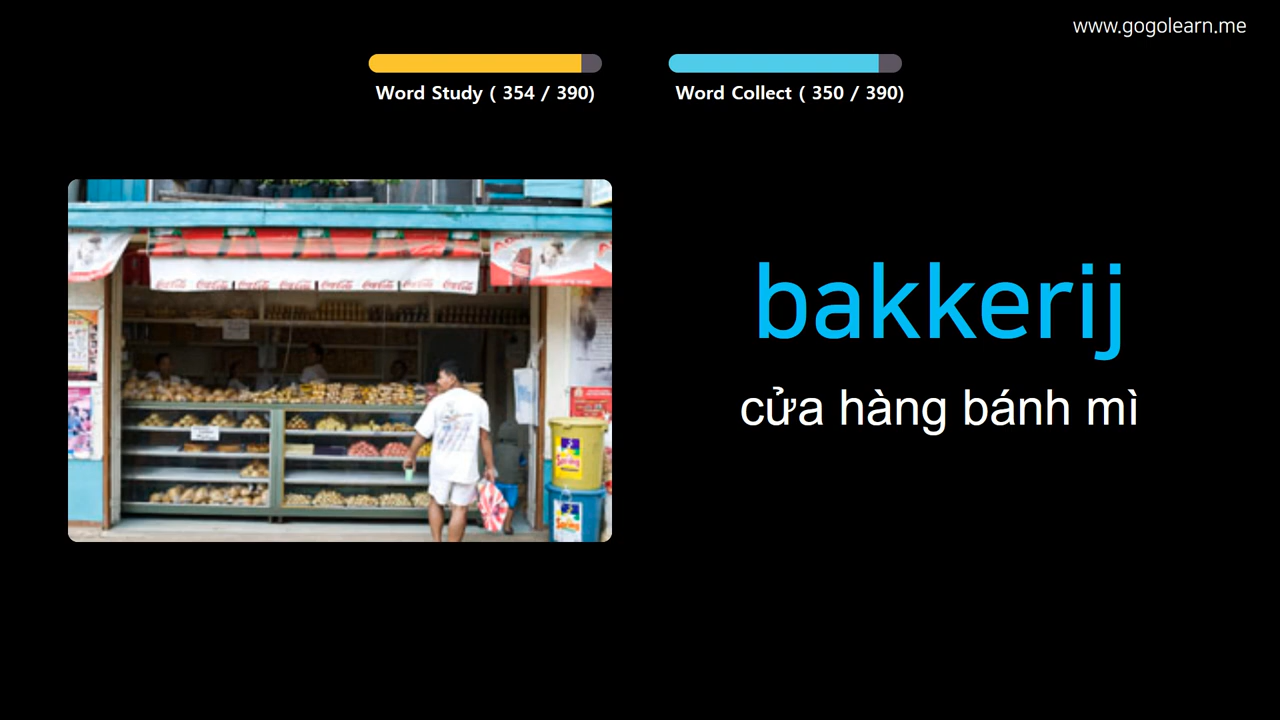 www.gogolearn.me
Word Study ( 354 / 390)
Word Collect ( 350 / 390)
bakkerij
cửa hàng bánh mì